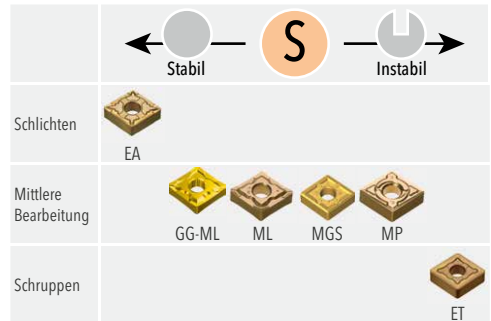 S
Stabil
Instabil
Schlichten
EA
Mittlere
Bearbeitung
GG-ML ML MGS MP
Schruppen
ET